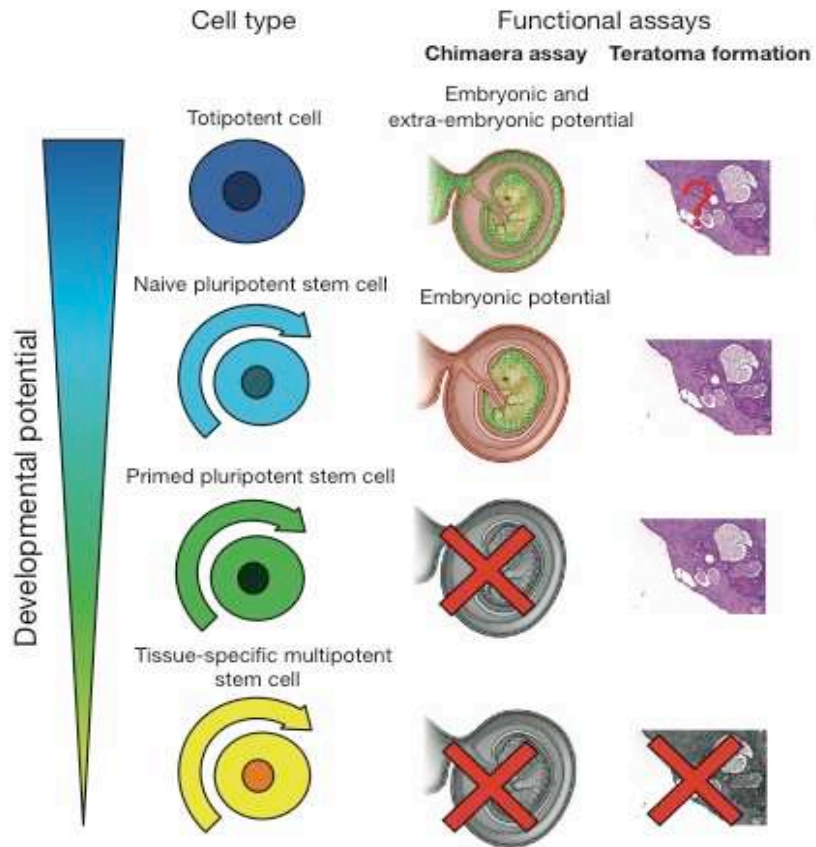 Cell type
Functional assays
Chimaera assay
Teratoma formation
Totipotent cell
Embryonic and
extra-embryonic potential
?
Naive pluripotent stem cell
Embryonic potential
Primed pluripotent stem cell
Tissue-specific multipotent
stem cell
Developmental potential